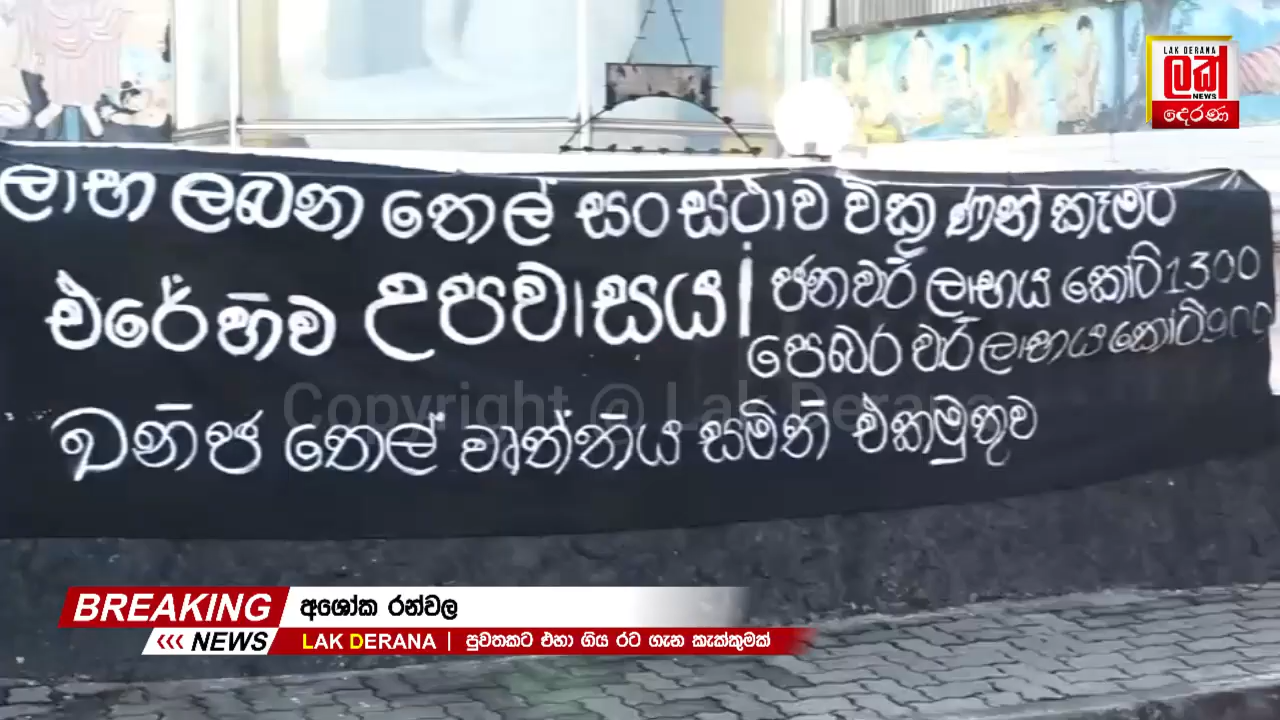 LAK DERANA
ලක්
NEWS
දෙරණ
ලාභ ලබන තෙල් සංස්ථාව විකුණන් කෑමට
එරේහිව උපවාසය!
ජනවාරි ලාභය කෝටි 1300
පෙබරවාරි ලාභය කෝටි 900
ඛනිජ තෙල් වෘත්තිය සමිති එකමුතුව
Copyright @ Lak Derana
BREAKING
<<< NEWS
අශෝක රන්වල
LAK DERANA | පුවතකට එහා ගිය රට ගැන කැක්කුමක්